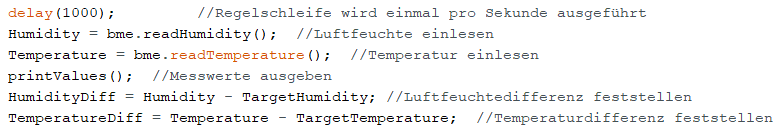 delay(1000);          //Regelschleife wird einmal pro Sekunde ausgeführt
Humidity = bme.readHumidity();  //Luftfeuchte einlesen
Temperature = bme.readTemperature();  //Temperatur einlesen
printValues();  //Messwerte ausgeben
HumidityDiff = Humidity - TargetHumidity; //Luftfeuchtedifferenz feststellen
TemperatureDiff = Temperature - TargetTemperature;  //Temperaturdifferenz feststellen